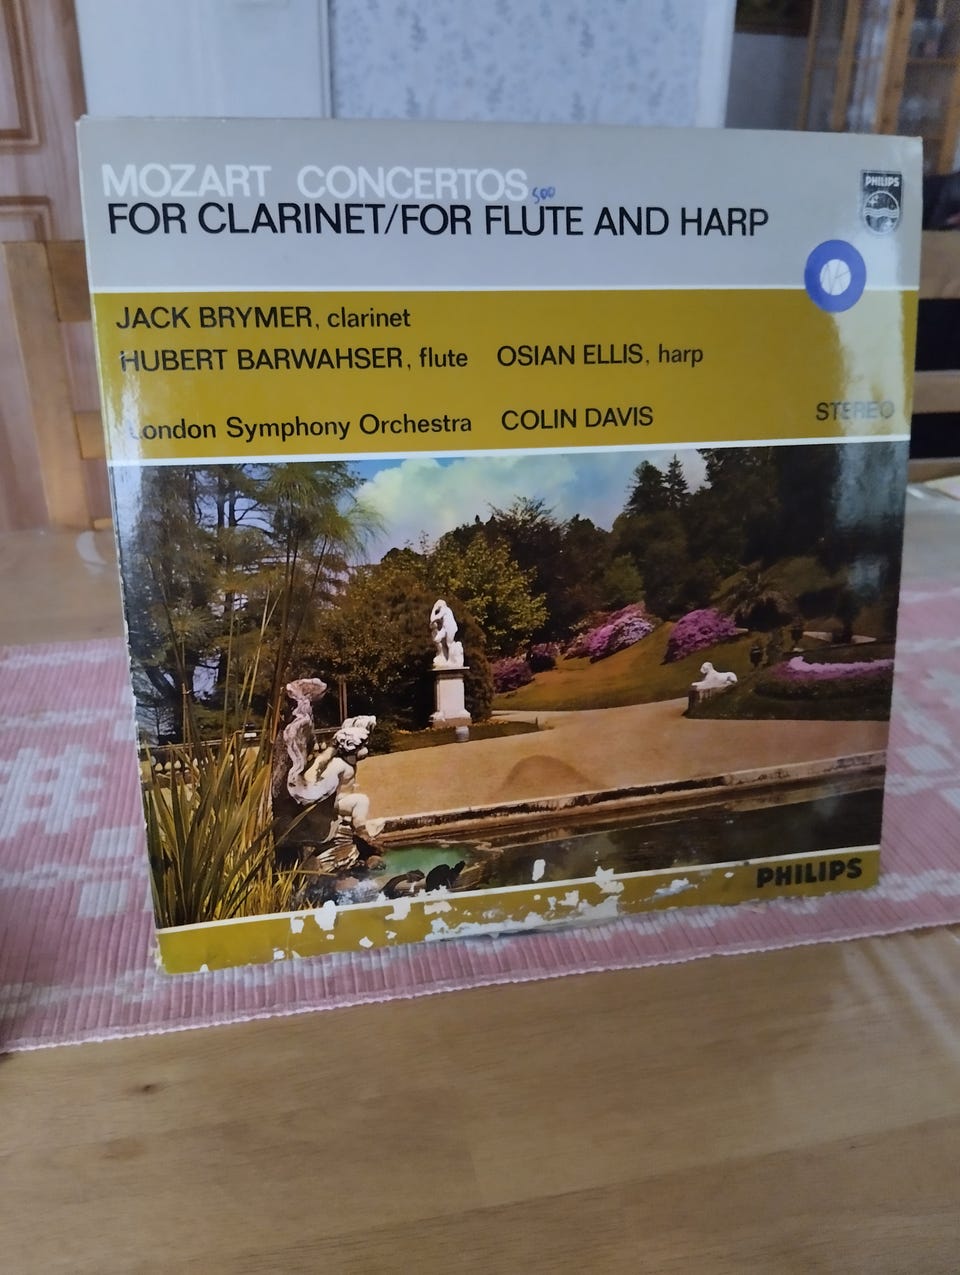 MOZART CONCERTOS
500
FOR CLARINET/FOR FLUTE AND HARP
PHILIPS
JACK BRYMER, clarinet
HUBERT BARWAHSER, flute OSIAN ELLIS, harp
London Symphony Orchestra COLIN DAVIS
STEREO
PHILIPS